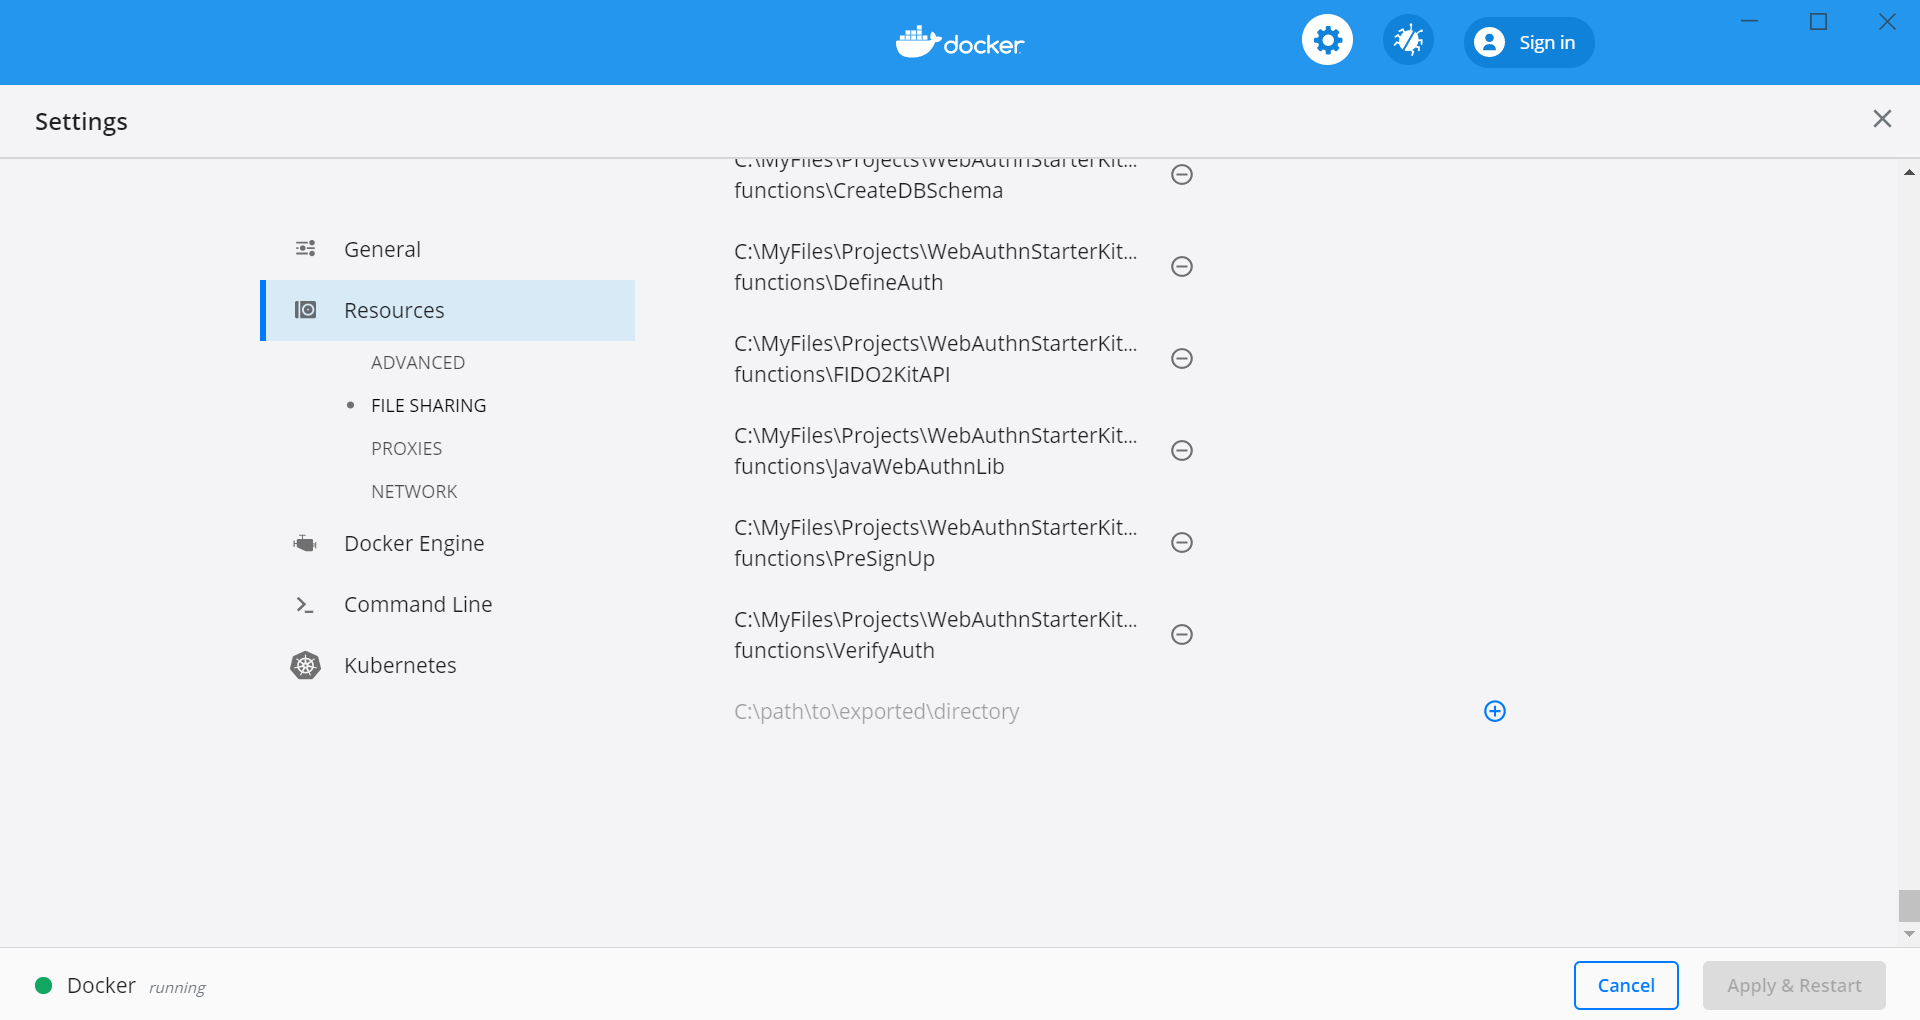 docker
Sign in
Settings
C:\MyFiles\Projects\WebAuthnStarterKit...
functions\CreateDBSchema
General
C:\MyFiles\Projects\WebAuthnStarterKit...
functions\DefineAuth
Resources
C:\MyFiles\Projects\WebAuthnStarterKit...
functions\FIDO2KitAPI
ADVANCED
FILE SHARING
PROXIES
NETWORK
C:\MyFiles\Projects\WebAuthnStarterKit...
functions\JavaWebAuthnLib
Docker Engine
C:\MyFiles\Projects\WebAuthnStarterKit...
functions\PreSignUp
Command Line
C:\MyFiles\Projects\WebAuthnStarterKit...
functions\VerifyAuth
Kubernetes
C:\path\to\exported\directory
Docker running
Cancel
Apply & Restart